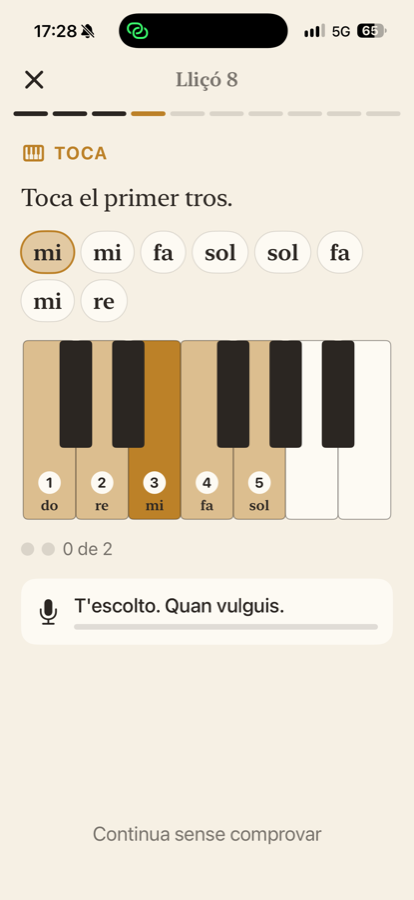 17:28 5G 65
Lliçó 8
TOCA
Toca el primer tros.
mi mi fa sol sol fa
mi re
1 2 3 4 5
do re mi fa sol
0 de 2
T'escolto. Quan vulguis.
Continua sense comprovar